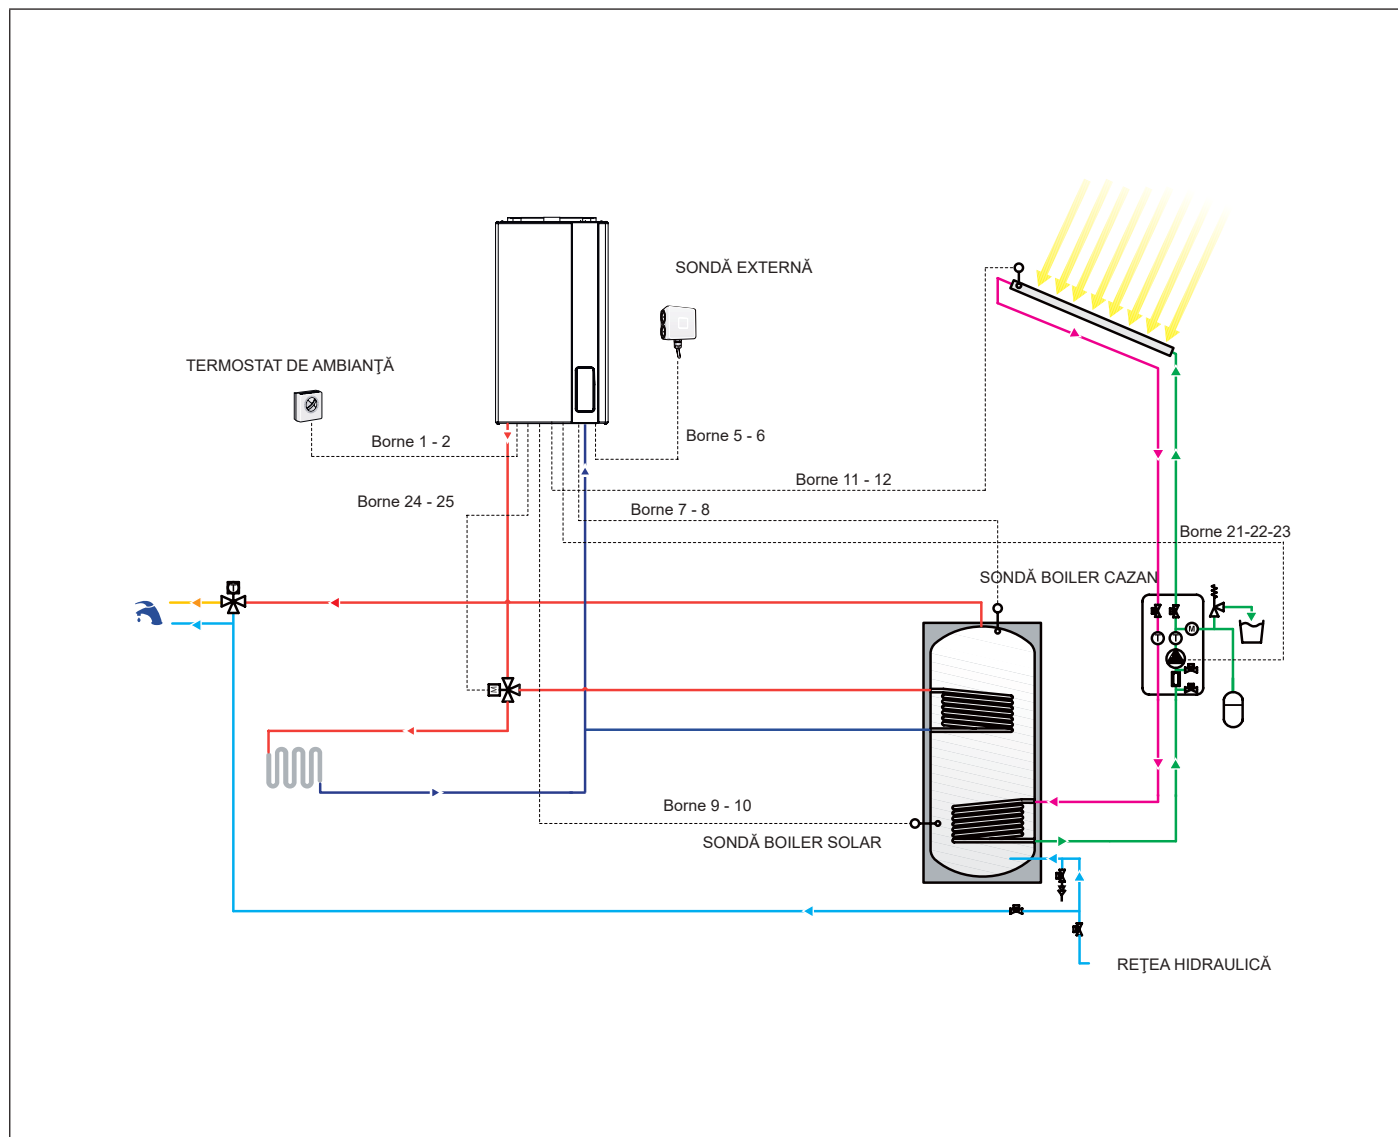 SONDĂ EXTERNĂ
TERMOSTAT DE AMBIANŢĂ
Borne 1 - 2
Borne 5 - 6
Borne 11 - 12
Borne 24 - 25
Borne 7 - 8
Borne 21-22-23
SONDĂ BOILER CAZAN
M
T
T
M
Borne 9 - 10
SONDĂ BOILER SOLAR
REŢEA HIDRAULICĂ